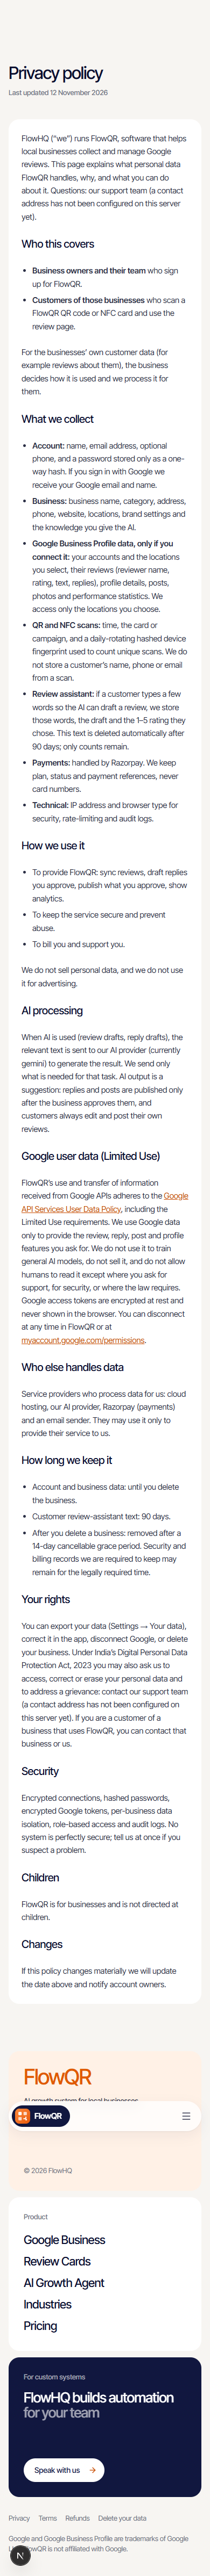 Privacy policy
Last updated 12 November 2026
FlowHQ (“we”) runs FlowQR, software that helps
local businesses collect and manage Google
reviews. This page explains what personal data
FlowQR handles, why, and what you can do
about it. Questions: our support team (a contact
address has not been configured on this server
yet).
Who this covers
• Business owners and their team who sign
up for FlowQR.
• Customers of those businesses who scan a
FlowQR QR code or NFC card and use the
review page.
For the businesses’ own customer data (for
example reviews about them), the business
decides how it is used and we process it for
them.
What we collect
• Account: name, email address, optional
phone, and a password stored only as a one-
way hash. If you sign in with Google we
receive your Google email and name.
• Business: business name, category, address,
phone, website, locations, brand settings and
the knowledge you give the AI.
• Google Business Profile data, only if you
connect it: your accounts and the locations
you select, their reviews (reviewer name,
rating, text, replies), profile details, posts,
photos and performance statistics. We
access only the locations you choose.
• QR and NFC scans: time, the card or
campaign, and a daily-rotating hashed device
fingerprint used to count unique scans. We do
not store a customer’s name, phone or email
from a scan.
• Review assistant: if a customer types a few
words so the AI can draft a review, we store
those words, the draft and the 1–5 rating they
chose. This text is deleted automatically after
90 days; only counts remain.
• Payments: handled by Razorpay. We keep
plan, status and payment references, never
card numbers.
• Technical: IP address and browser type for
security, rate-limiting and audit logs.
How we use it
• To provide FlowQR: sync reviews, draft replies
you approve, publish what you approve, show
analytics.
• To keep the service secure and prevent
abuse.
• To bill you and support you.
We do not sell personal data, and we do not use
it for advertising.
AI processing
When AI is used (review drafts, reply drafts), the
relevant text is sent to our AI provider (currently
gemini) to generate the result. We send only
what is needed for that task. AI output is a
suggestion: replies and posts are published only
after the business approves them, and
customers always edit and post their own
reviews.
Google user data (Limited Use)
FlowQR’s use and transfer of information
received from Google APIs adheres to the Google
API Services User Data Policy, including the
Limited Use requirements. We use Google data
only to provide the review, reply, post and profile
features you ask for. We do not use it to train
general AI models, do not sell it, and do not allow
humans to read it except where you ask for
support, for security, or where the law requires.
Google access tokens are encrypted at rest and
never shown in the browser. You can disconnect
at any time in FlowQR or at
myaccount.google.com/permissions.
Who else handles data
Service providers who process data for us: cloud
hosting, our AI provider, Razorpay (payments)
and an email sender. They may use it only to
provide their service to us.
How long we keep it
• Account and business data: until you delete
the business.
• Customer review-assistant text: 90 days.
• After you delete a business: removed after a
14-day cancellable grace period. Security and
billing records we are required to keep may
remain for the legally required time.
Your rights
You can export your data (Settings → Your data),
correct it in the app, disconnect Google, or delete
your business. Under India’s Digital Personal Data
Protection Act, 2023 you may also ask us to
access, correct or erase your personal data and
to address a grievance: contact our support team
(a contact address has not been configured on
this server yet). If you are a customer of a
business that uses FlowQR, you can contact that
business or us.
Security
Encrypted connections, hashed passwords,
encrypted Google tokens, per-business data
isolation, role-based access and audit logs. No
system is perfectly secure; tell us at once if you
suspect a problem.
Children
FlowQR is for businesses and is not directed at
children.
Changes
If this policy changes materially we will update
the date above and notify account owners.
FlowQR
AI growth system for local businesses
FlowQR
© 2026 FlowHQ
Product
Google Business
Review Cards
AI Growth Agent
Industries
Pricing
For custom systems
FlowHQ builds automation
for your team
Speak with us →
Privacy Terms Refunds Delete your data
Google and Google Business Profile are trademarks of Google
N
is not affiliated with Google.